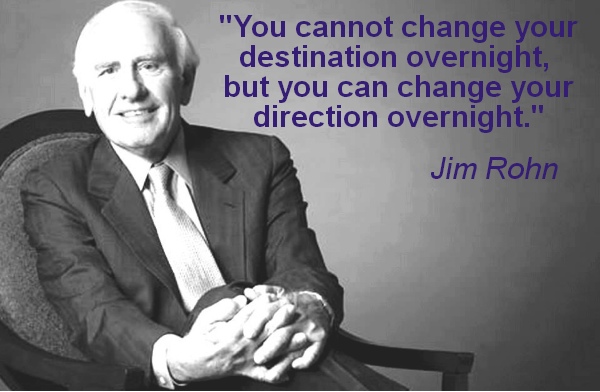 "You cannot change your
destination overnight,
but you can change your
direction overnight."
Jim Rohn